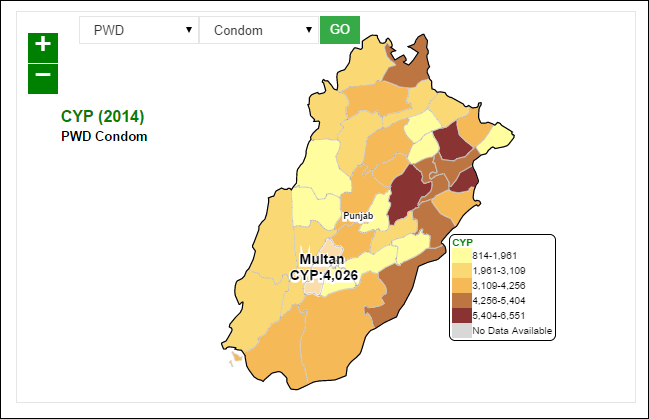 +
PWD Condom GO
−
CYP (2014)
PWD Condom
Punjab
Multan
CYP:4,026
CYP
814-1,961
1,961-3,109
3,109-4,256
4,256-5,404
5,404-6,551
No Data Available